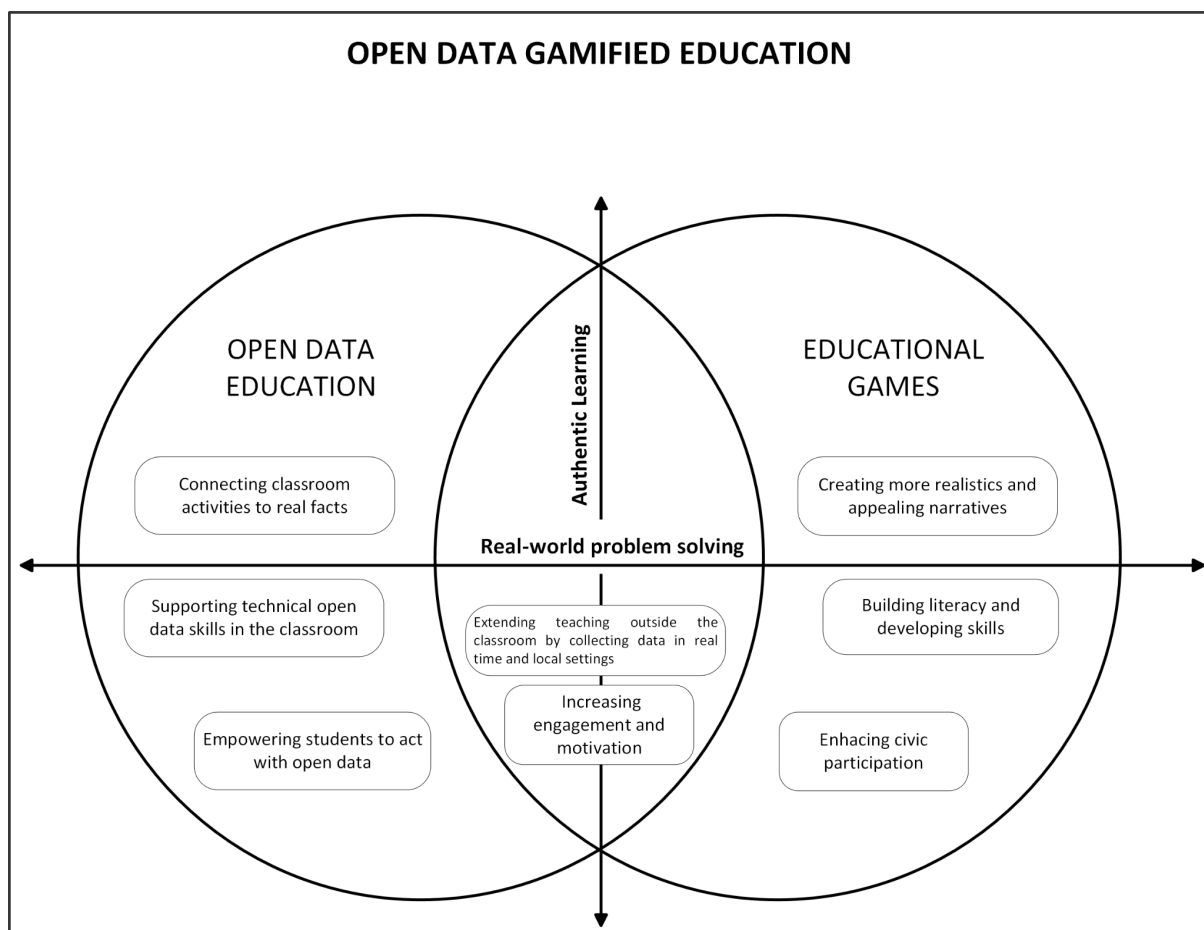 OPEN DATA GAMIFIED EDUCATION
OPEN DATA
EDUCATION
Connecting classroom
activities to real facts
Supporting technical open
data skills in the classroom
Empowering students to act
with open data
Authentic Learning
Real-world problem solving
Extending teaching outside the
classroom by collecting data in real
time and local settings
Increasing
engagement and
motivation
EDUCATIONAL
GAMES
Creating more realistics and
appealing narratives
Building literacy and
developing skills
Enhacing civic
participation